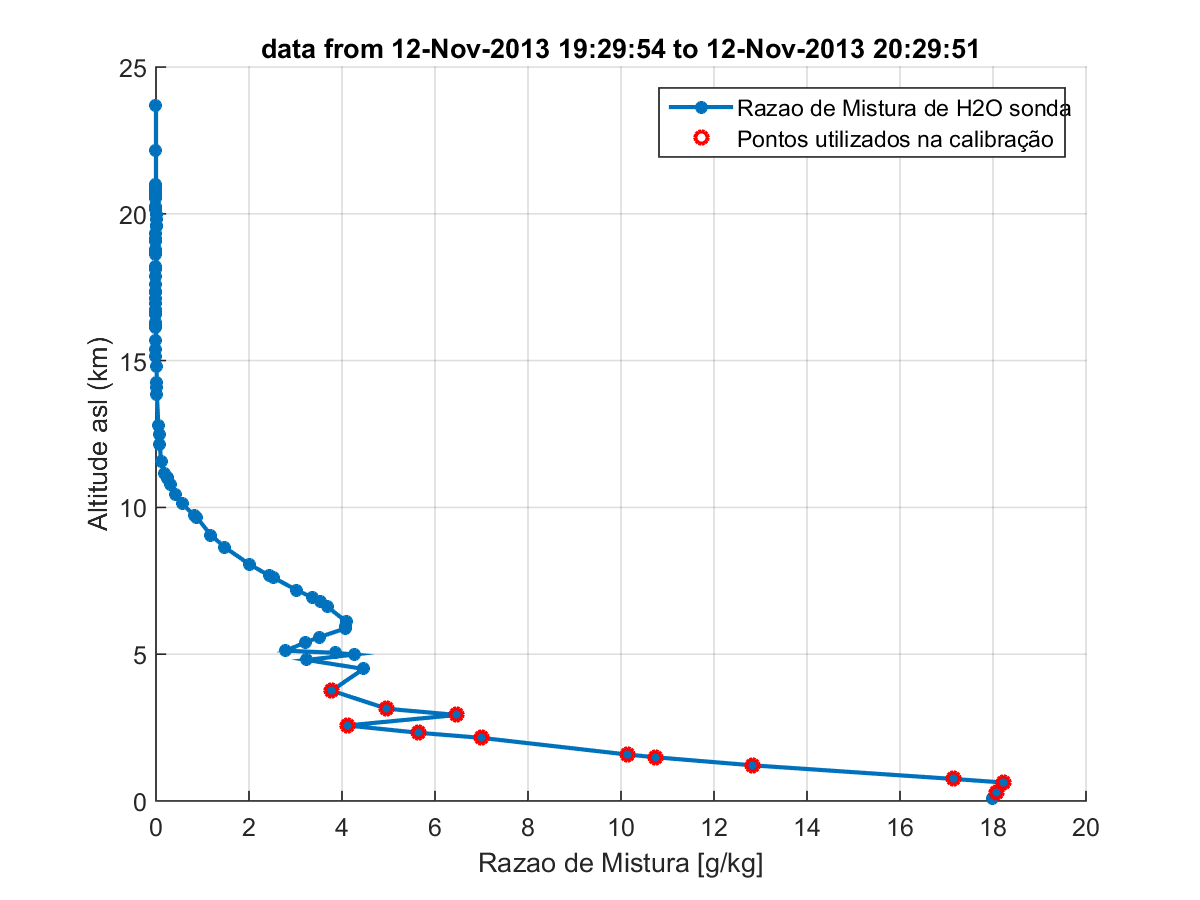 data from 12-Nov-2013 19:29:54 to 12-Nov-2013 20:29:51
Razao de Mistura de H2O sonda
Pontos utilizados na calibração
25
20
15
10
5
0
Altitude asl (km)
0 2 4 6 8 10 12 14 16 18 20
Razao de Mistura [g/kg]